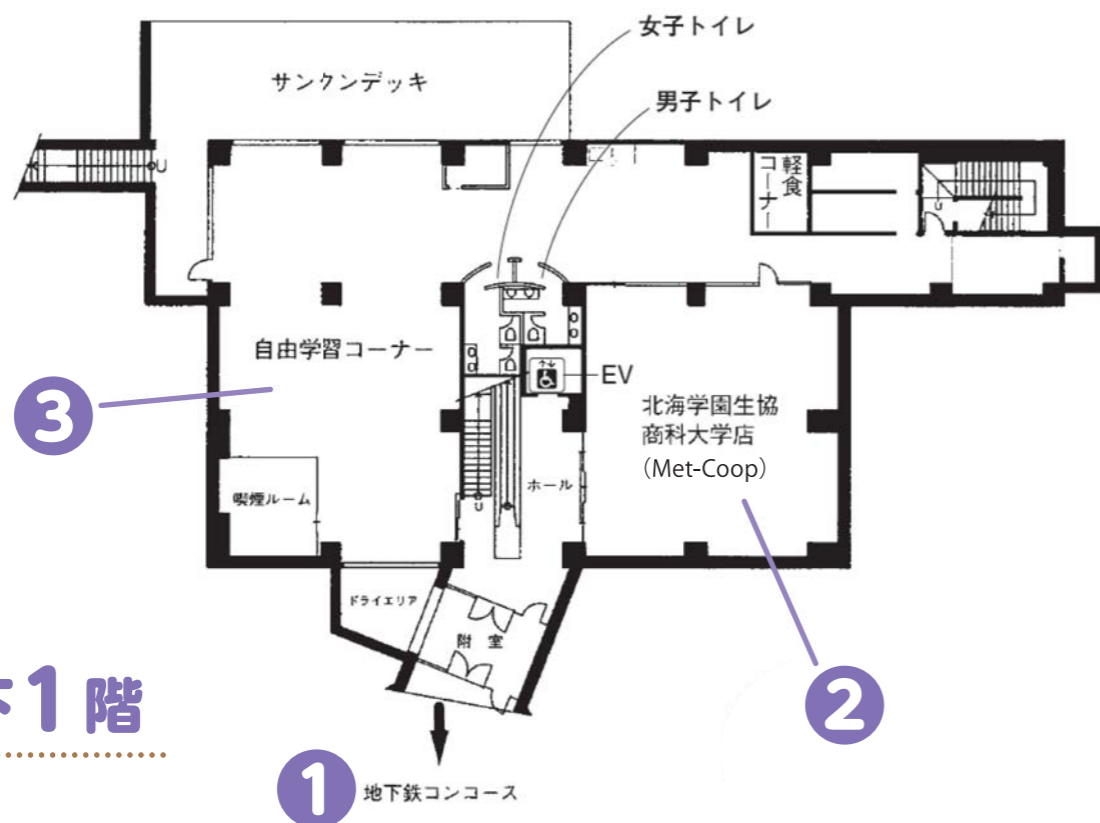 女子トイレ
サンクンデッキ
男子トイレ
軽食
コーナー
自由学習コーナー
EV
3
北海学園生協
商科大学店
(Met-Coop)
喫煙ルーム
ホール
ドライエリア
附室
2
下1階
1
地下鉄コンコース